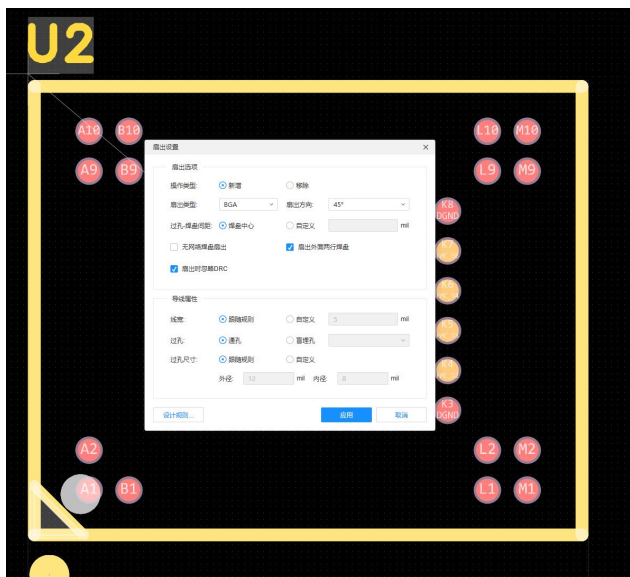 U2
A10 B10 L10 M10
扇出设置 ×
A9 B9 L9 M9
扇出选项
操作类型: 新增 移除
扇出类型: BGA 扇出方向: 45°
K8
DGND
过孔-焊盘间距: 焊盘中心 自定义 mil
无网络焊盘扇出 扇出外面两行焊盘
K7
扇出时忽略DRC
K6
导线属性
线宽: 跟随规则 自定义 5 mil
K5
过孔: 通孔 盲埋孔
过孔尺寸: 跟随规则 自定义
K4
外径: 12 mil 内径: 8 mil
K3
DGND
设计规则... 应用 取消
A2 L2 M2
A1 B1 L1 M1